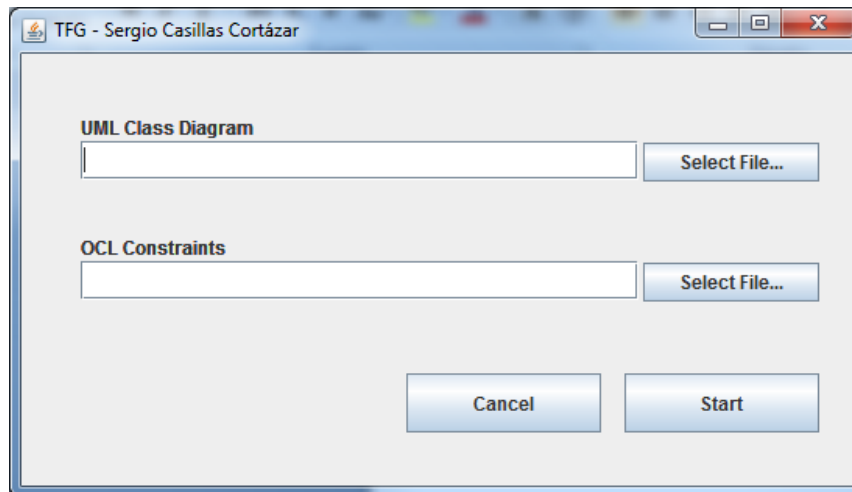 TFG - Sergio Casillas Cortázar
UML Class Diagram
Select File...
OCL Constraints
Select File...
Cancel
Start